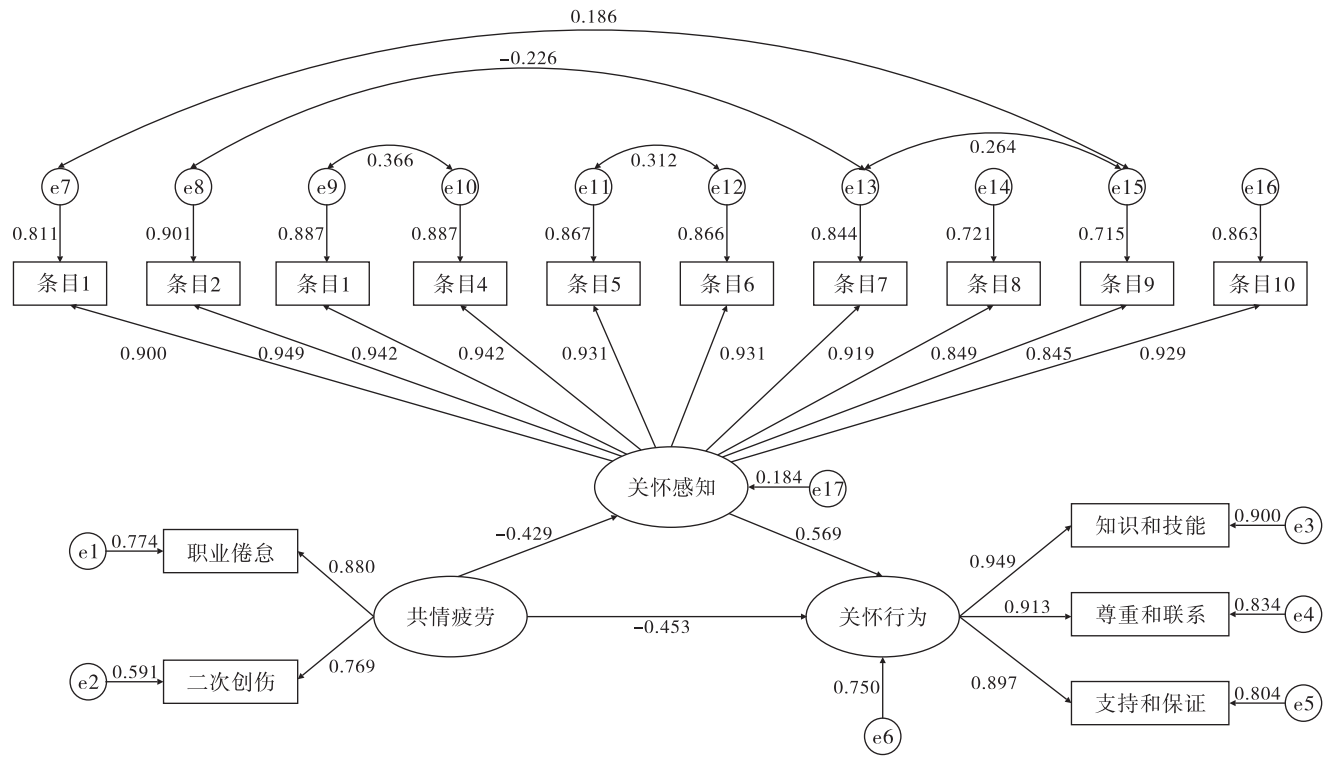 0.186
−0.226
0.366
0.312
0.264
e7
e8
e9
e10
e11
e12
e13
e14
e15
e16
0.811
0.901
0.887
0.887
0.867
0.866
0.844
0.721
0.715
0.863
条目1
条目2
条目1
条目4
条目5
条目6
条目7
条目8
条目9
条目10
0.900
0.949
0.942
0.942
0.931
0.931
0.919
0.849
0.845
0.929
关怀感知
0.184
e17
−0.429
0.569
e1
0.774
职业倦怠
0.880
共情疲劳
−0.453
关怀行为
e2
0.591
二次创伤
0.769
0.750
e6
0.949
知识和技能
0.900
e3
0.913
尊重和联系
0.834
e4
0.897
支持和保证
0.804
e5